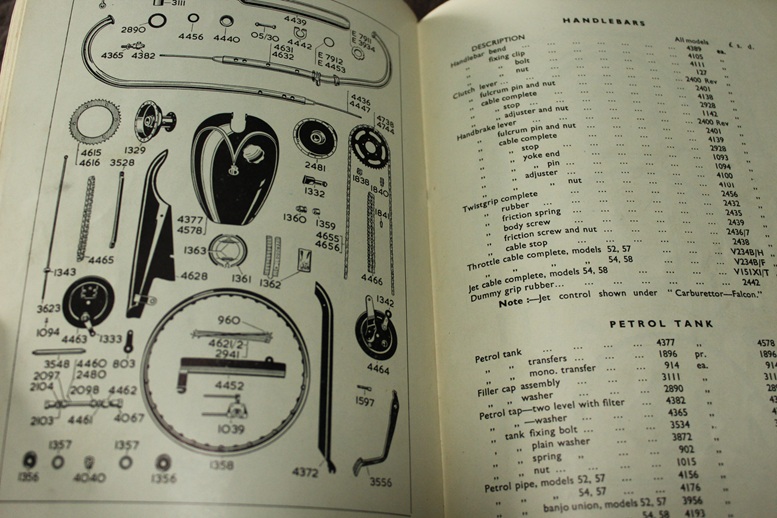 3111
4439
2890
4456
4440
05/30
4442
E 7911
E 3934
E 7912
E 4453
4631
4632
4365
4382
4436
4449
4738
4744
4615
4616
3528
1329
2481
1838
1840
1332
1360
1359
4377
4578
4655
4656
1363
1361
1362
4466
4465
4628
1343
3623
1094
4463
1333
1342
4464
960
4621/2
2941
803
3548
4460
2480
2097
2104
2098
4462
2103
4461
4067
4452
1039
1597
1357
1357
1356
4040
1356
1358
4372
3556
HANDLEBARS
DESCRIPTION All models £ s. d.
Handlebar bend ... 4389 ea.
„ fixing clip ... 4105 „
„ „ bolt ... 4111 „
„ „ nut ... 127 „
Clutch lever ... 2400 Rev „
„ fulcrum pin and nut ... 2401 „
„ cable complete ... 4138 „
„ „ stop ... 2928 „
„ „ adjuster and nut ... 1142 „
Handbrake lever ... 2400 Rev „
„ fulcrum pin and nut ... 2401 „
„ cable complete ... 4139 „
„ „ stop ... 2928 „
„ „ yoke end ... 1093 „
„ „ „ pin ... 1094 „
„ „ adjuster ... 4100 „
„ „ „ nut ... 4101 „
Twistgrip complete ... 2456 „
„ rubber ... 2432 „
„ friction spring ... 2435 „
„ body screw ... 2439 „
„ friction screw and nut ... 2436/7 „
„ cable stop ... 2438 „
Throttle cable complete, models 52, 57 V234B/H „
„ „ „ „ 54, 58 V234B/F „
Jet cable complete, models 54, 58 ... V151X1/T „
Dummy grip rubber ... 2442 „
Note :—Jet control shown under "Carburettor—Falcon."
PETROL TANK
Petrol tank ... 4377 „ 4578
„ „ transfers ... 1896 pr. 1896
„ „ mono. transfer ... 914 ea. 914
Filler cap assembly ... 3111 „
„ „ washer ... 2890 „
Petrol tap—two level with filter ... 4382 „
„ „ —washer ... 4365 „
„ tank fixing bolt ... 3534 „
„ „ plain washer ... 3872 „
„ „ spring ... 902 „
„ „ nut ... 1015 „
Petrol pipe, models 52, 57 ... 4156 „
„ „ „ 54, 57 ... 4176 „
„ „ banjo union, models 52, 57 3956 „
„ „ „ „ 54, 58 4193 „